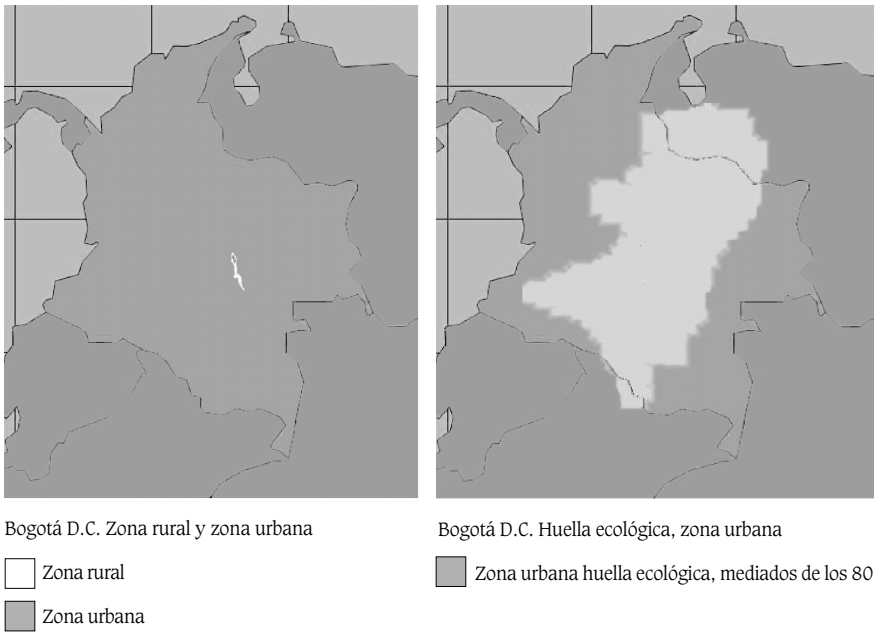 Bogotá D.C. Zona rural y zona urbana
Zona rural
Zona urbana
Bogotá D.C. Huella ecológica, zona urbana
Zona urbana huella ecológica, mediados de los 80